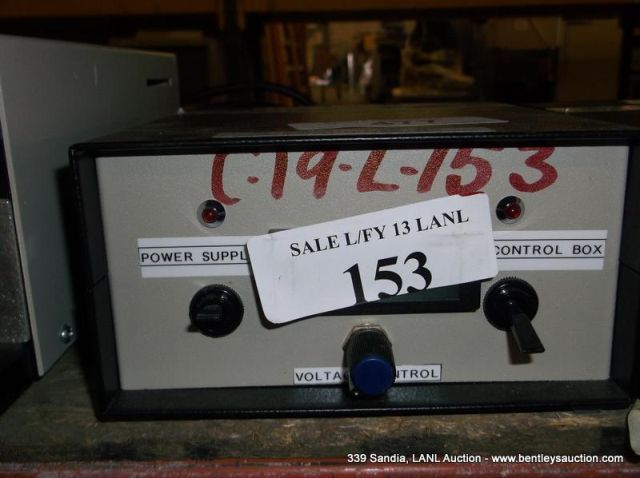 C-19-L-153
POWER SUPPL
SALE L/FY 13 LANL
153
CONTROL BOX
VOLTA NTROL
339 Sandia, LANL Auction - www.bentleysauction.com